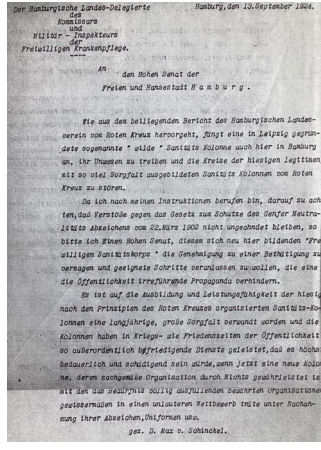 Der Hamburgische Landes-Delegierte
Hamburg, den 13. September 1924.
des
Kommissars
und
Militär-Inspekteurs
der
Freiwilligen Krankenpflege.
An
den Hohen Senat der
Freien und Hansestadt Hamburg.
Wie aus dem beiliegenden Bericht des Hamburgischen Landes-
verein vom Roten Kreuz hervorgeht, fängt eine in Leipzig gegrün-
dete sogenannte " wilde " Sanitäts Kolonne auch hier in Hamburg
an, ihr Unwesen zu treiben und die Kreise der hiesigen legitimen
mit so viel Sorgfalt ausgebildeten Sanitäts Kolonnen vom Roten
Kreuz zu stören.
Da ich nach meinen Instruktionen berufen bin, darauf zu ach
ten, daß Verstöße gegen das Gesetz zum Schutze des Genfer Neutra-
litäts Abzeichens vom 22. März 1902 nicht ungeahndet bleiben, so
bitte ich Einen Hohen Senat, diesem sich neu hier bildenden "Frei
willigen Sanitätskorps " die Genehmigung zu einer Bethätigung zu
versagen und geeignete Schritte veranlassen zu wollen, die eine
die Öffentlichkeit irreführende Propaganda verhindern.
Es ist auf die Ausbildung und Leistungsfähigkeit der hiesig
nach den Prinzipien des Roten Kreuzes organisierten Sanitäts-Ko-
lonnen eine langjährige, große Sorgfalt verwandt worden und die
Kolonnen haben in Kriegs- wie Friedenszeiten der Öffentlichkeit
so außerordentlich befriedigende Dienste geleistet, daß es höchs
bedauerlich und schädigend sein würde, wenn jetzt eine neue Kolon
ne, deren sachgemäße Organisation durch Nichts gewährleistet is
mit den das Bedürfnis völlig ausfüllenden bewährten Organisatione
gewissermaßen in einen unlauteren Wettbewerb träte unter Nachah-
mung ihrer Abzeichen, Uniformen usw.
gez. D. Max v. Schinckel.